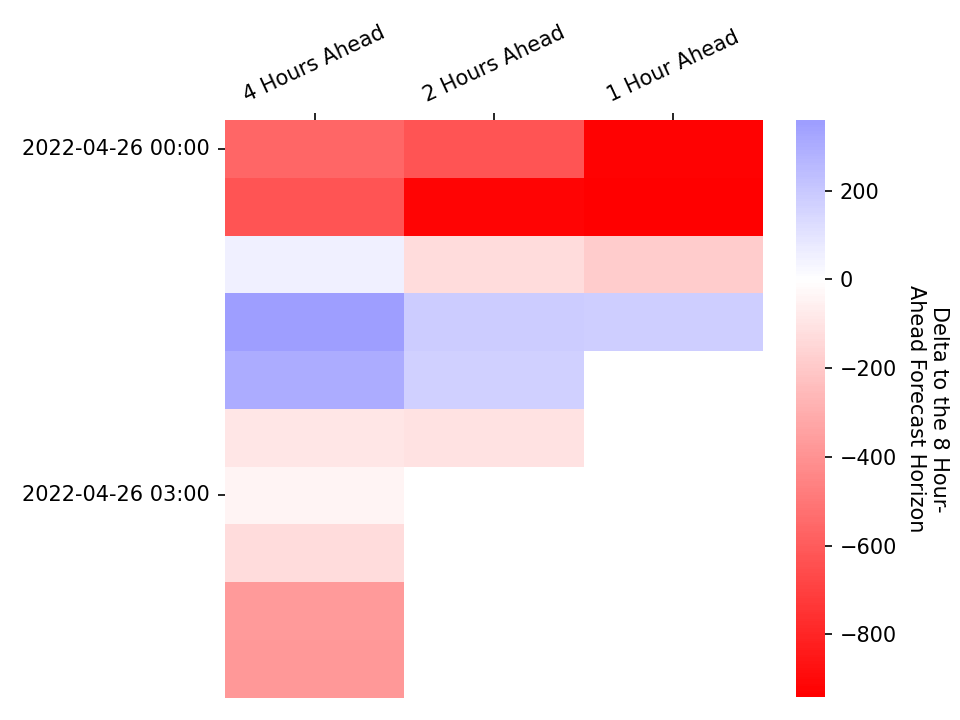 4 Hours Ahead
2 Hours Ahead
1 Hour Ahead
2022-04-26 00:00
2022-04-26 03:00
200
0
−200
−400
−600
−800
Delta to the 8 Hour-
Ahead Forecast Horizon